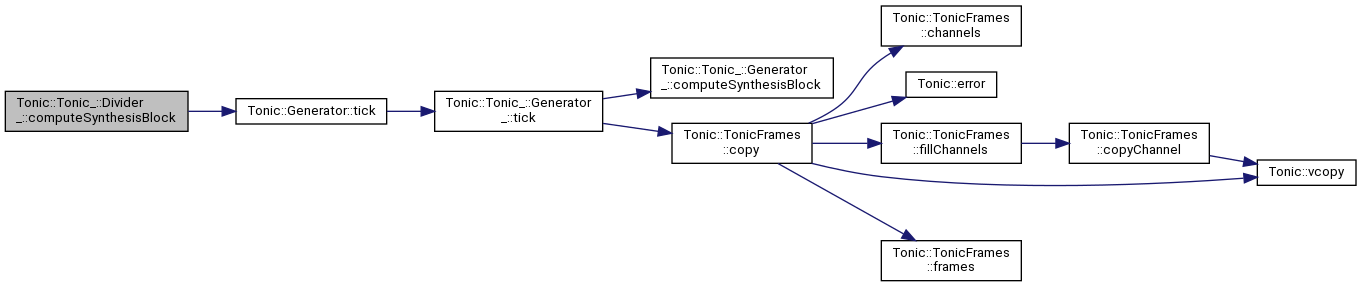 Tonic::Tonic_::Divider
_::computeSynthesisBlock
Tonic::Generator::tick
Tonic::Tonic_::Generator
_::tick
Tonic::Tonic_::Generator
_::computeSynthesisBlock
Tonic::TonicFrames
::copy
Tonic::TonicFrames
::channels
Tonic::error
Tonic::TonicFrames
::fillChannels
Tonic::TonicFrames
::copyChannel
Tonic::vcopy
Tonic::TonicFrames
::frames